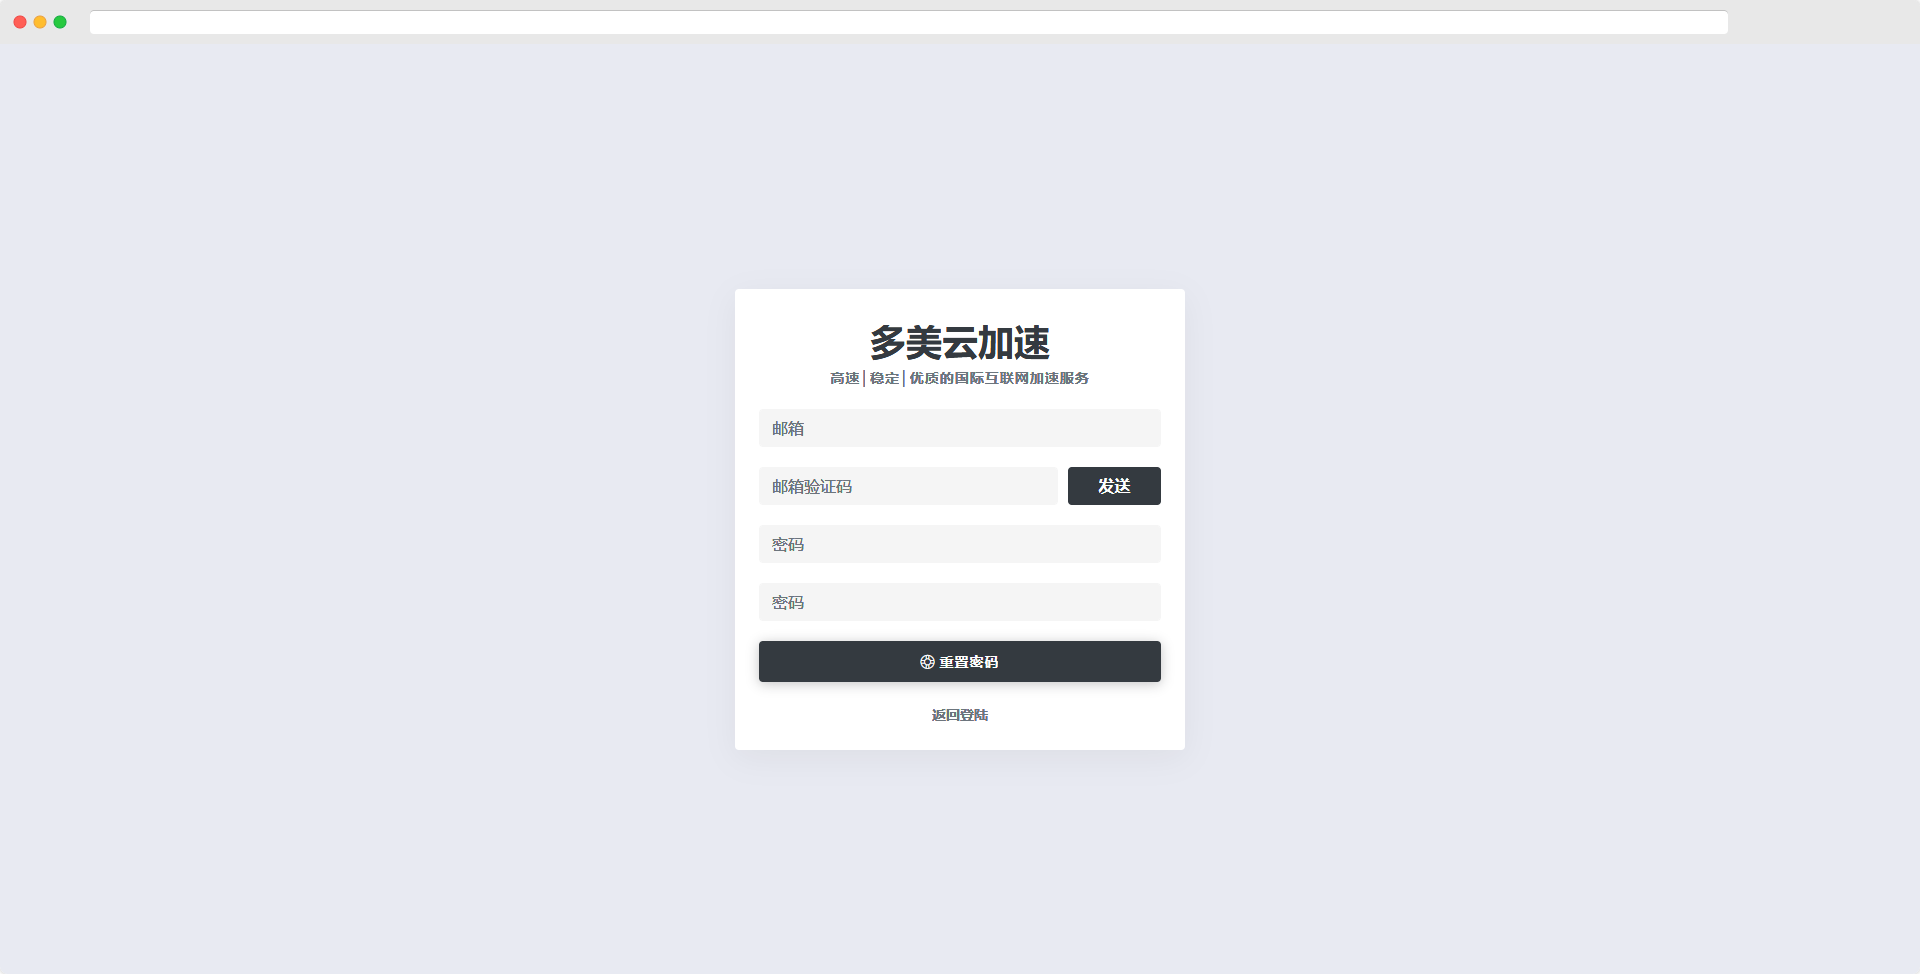 多美云加速
高速│稳定│优质的国际互联网加速服务
邮箱
邮箱验证码
发送
密码
密码
重置密码
返回登陆